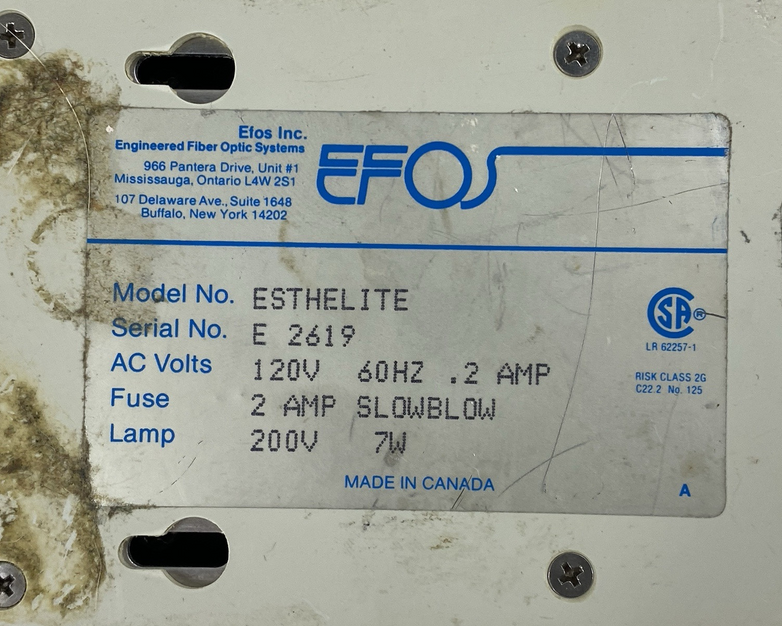 Efos Inc.
Engineered Fiber Optic Systems
966 Pantera Drive, Unit #1
Mississauga, Ontario L4W 2S1
107 Delaware Ave., Suite 1648
Buffalo, New York 14202
EFOS
Model No. ESTHELITE
Serial No. E 2619
AC Volts 120V 60HZ .2 AMP
Fuse 2 AMP SLOWBLOW
Lamp 200V 7W
CSA ®
LR 62257-1
RISK CLASS 2G
C22.2 No. 125
MADE IN CANADA
A